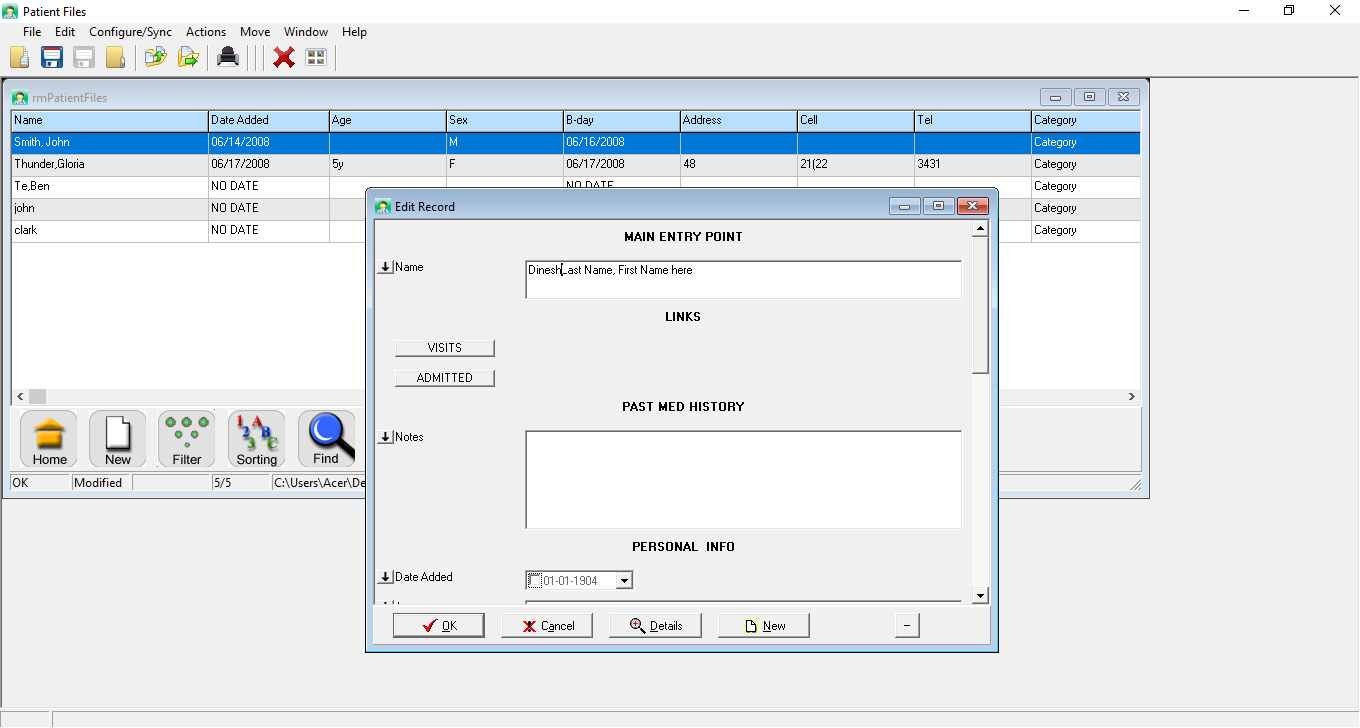 Patient Files
File Edit Configure/Sync Actions Move Window Help
rmPatientFiles
Name Date Added Age Sex B-day Address Cell Tel Category
Smith, John 06/14/2008 M 06/16/2008 Category
Thunder,Gloria 06/17/2008 5y F 06/17/2008 48 21(22 3431 Category
Te,Ben NO DATE NO DATE Category
john NO DATE Category
clark NO DATE Category
Edit Record
MAIN ENTRY POINT
Name DineshLast Name, First Name here
LINKS
VISITS
ADMITTED
PAST MED HISTORY
Notes
PERSONAL INFO
Date Added 01-01-1904
OK Cancel Details New –
Home New Filter 1 2 3 A B C Sorting Find
OK Modified 5/5 C:\Users\Acer\De